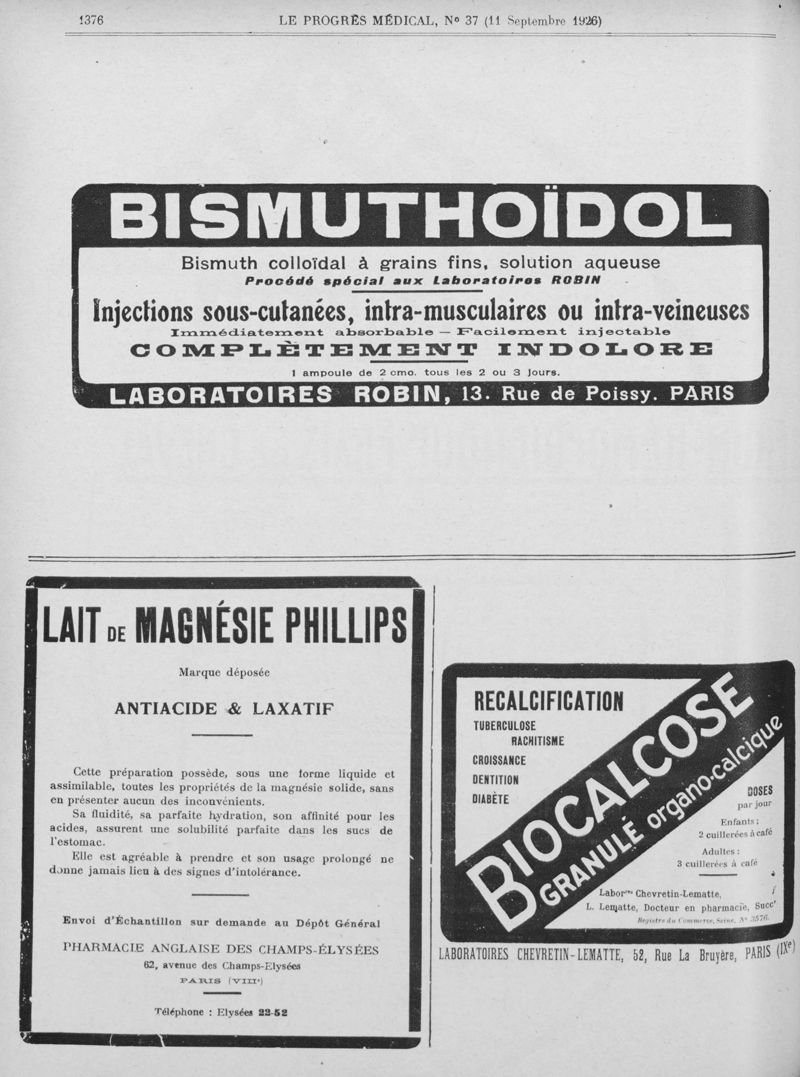 1376
LE PROGRÈS MÉDICAL, Nº 37 (11 Septembre 1926)
BISMUTHOÏDOL
Bismuth colloïdal à grains fins, solution aqueuse
Procédé spécial aux Laboratoires ROBIN
Injections sous-cutanées, intra-musculaires ou intra-veineuses
Immédiatement absorbable — Facilement injectable
COMPLÈTEMENT INDOLORE
1 ampoule de 2 cmc. tous les 2 ou 3 jours.
LABORATOIRES ROBIN, 13. Rue de Poissy. PARIS
LAIT DE MAGNÉSIE PHILLIPS
Marque déposée
ANTIACIDE & LAXATIF
Cette préparation possède, sous une forme liquide et
assimilable, toutes les propriétés de la magnésie solide, sans
en présenter aucun des inconvénients.
Sa fluidité, sa parfaite hydration, son affinité pour les
acides, assurent une solubilité parfaite dans les sucs de
l'estomac.
Elle est agréable à prendre et son usage prolongé ne
donne jamais lieu à des signes d'intolérance.
Envoi d'Échantillon sur demande au Dépôt Général
PHARMACIE ANGLAISE DES CHAMPS-ÉLYSÉES
62, avenue des Champs-Elysées
PARIS (VIIIᵉ)
Téléphone : Elysées 22-52
RECALCIFICATION
TUBERCULOSE
RACHITISME
CROISSANCE
DENTITION
DIABÈTE
BIOCALCOSE
GRANULÉ organo-calcique
DOSES
par jour
Enfants :
2 cuillerées à café
Adultes :
3 cuillerées à café
Laborᵗᵒⁱʳᵉˢ Chevretin-Lematte,
L. Lematte, Docteur en pharmacie, Succʳ
Registre du Commerce, Seine, Nº 3576.
LABORATOIRES CHEVRETIN-LEMATTE, 52, Rue La Bruyère, PARIS (IXᵉ)